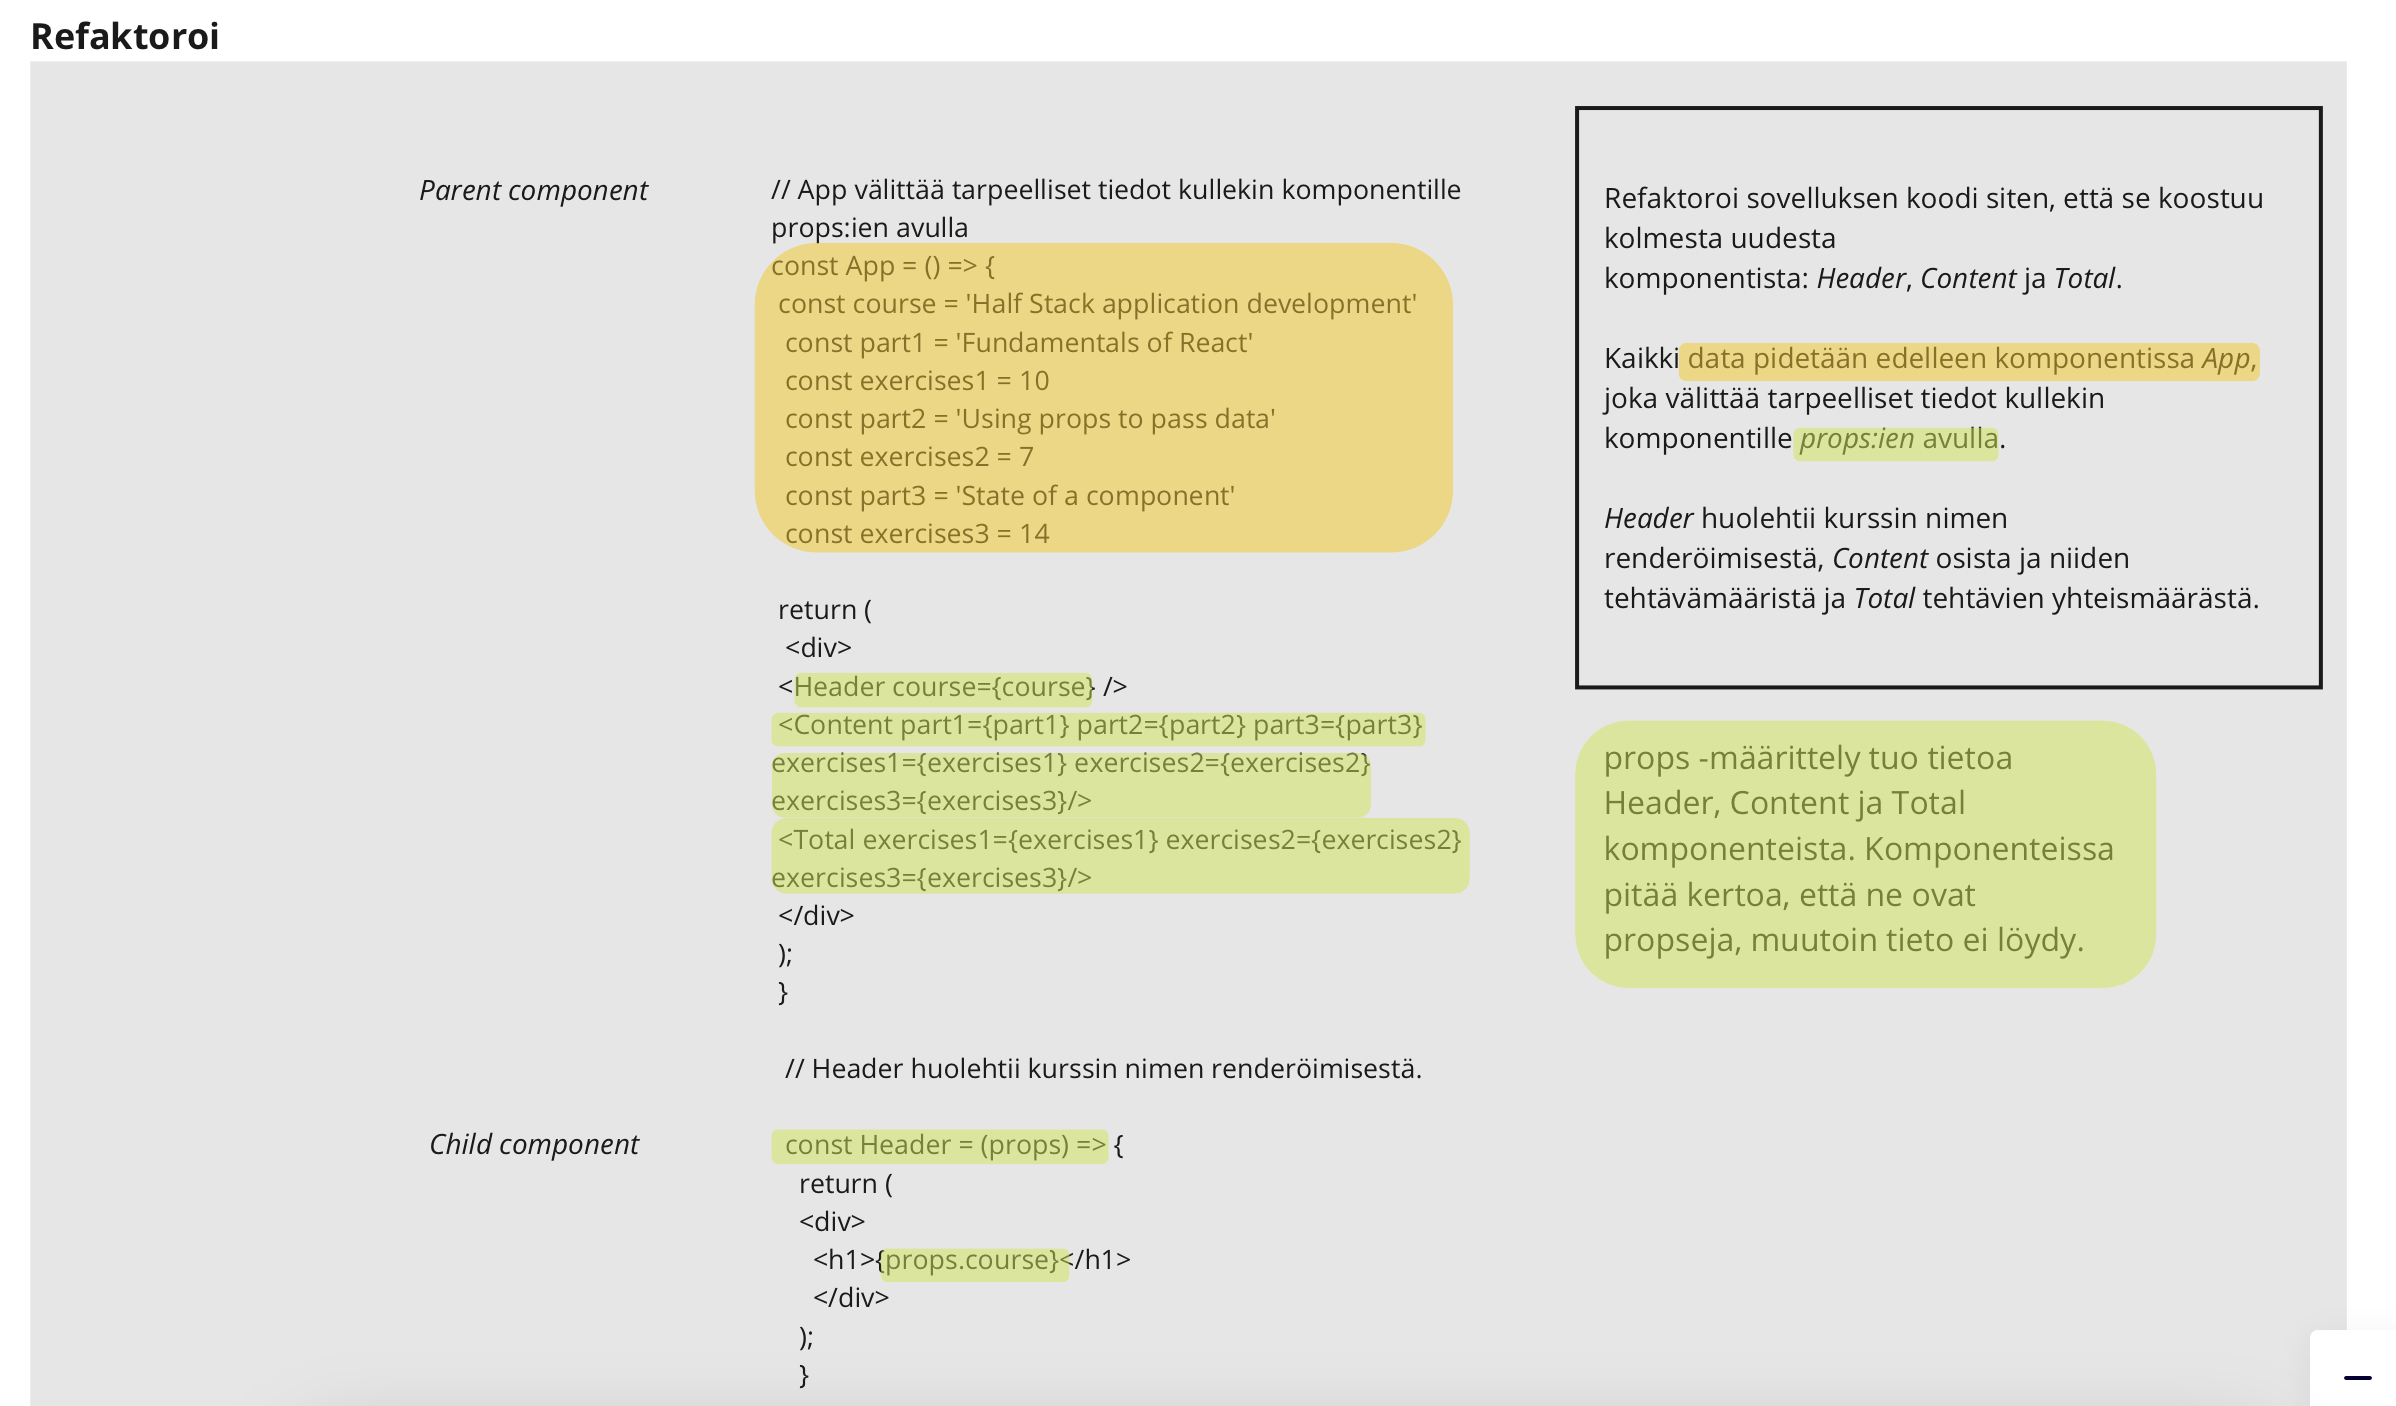 Refaktoroi
Parent component
// App välittää tarpeelliset tiedot kullekin komponentille
props:ien avulla
const App = () => {
const course = 'Half Stack application development'
const part1 = 'Fundamentals of React'
const exercises1 = 10
const part2 = 'Using props to pass data'
const exercises2 = 7
const part3 = 'State of a component'
const exercises3 = 14
return (
<div>
<Header course={course} />
<Content part1={part1} part2={part2} part3={part3}
exercises1={exercises1} exercises2={exercises2}
exercises3={exercises3}/>
<Total exercises1={exercises1} exercises2={exercises2}
exercises3={exercises3}/>
</div>
);
}
// Header huolehtii kurssin nimen renderöimisestä.
Child component
const Header = (props) => {
return (
<div>
<h1>{props.course}</h1>
</div>
);
}
Refaktoroi sovelluksen koodi siten, että se koostuu
kolmesta uudesta
komponentista: Header, Content ja Total.
Kaikki data pidetään edelleen komponentissa App,
joka välittää tarpeelliset tiedot kullekin
komponentille props:ien avulla.
Header huolehtii kurssin nimen
renderöimisestä, Content osista ja niiden
tehtävämääristä ja Total tehtävien yhteismäärästä.
props -määrittely tuo tietoa
Header, Content ja Total
komponenteista. Komponenteissa
pitää kertoa, että ne ovat
propseja, muutoin tieto ei löydy.